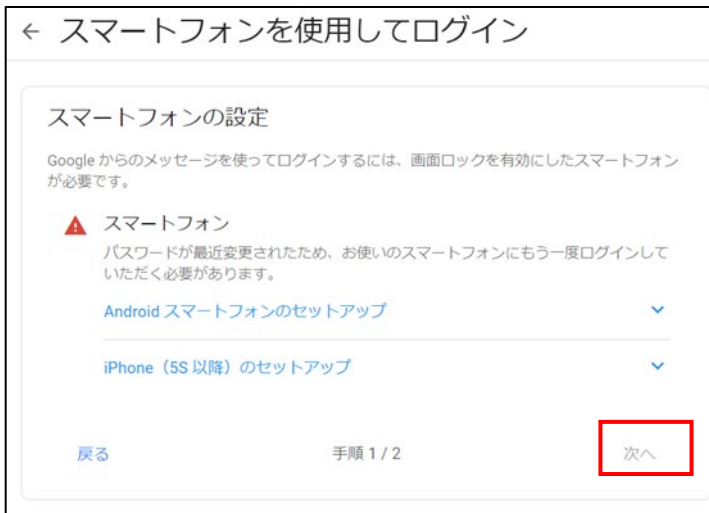 ← スマートフォンを使用してログイン
スマートフォンの設定
Google からのメッセージを使ってログインするには、画面ロックを有効にしたスマートフォン
が必要です。
スマートフォン
パスワードが最近変更されたため、お使いのスマートフォンにもう一度ログインして
いただく必要があります。
Android スマートフォンのセットアップ
iPhone（5S 以降）のセットアップ
戻る 手順 1 / 2 次へ